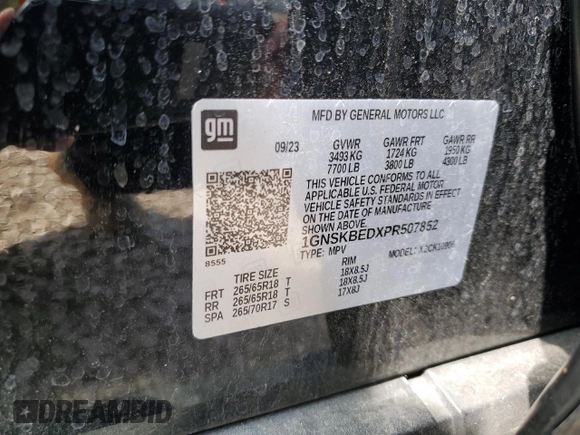 gm
MFD BY GENERAL MOTORS LLC
09/23 GVWR GAWR FRT GAWR RR
3493 KG 1724 KG 1950 KG
7700 LB 3800 LB 4300 LB
THIS VEHICLE CONFORMS TO ALL
APPLICABLE U.S. FEDERAL MOTOR
VEHICLE SAFETY STANDARDS IN EFFECT
ON THE DATE OF MANUFACTURE
SHOWN ABOVE.
1GNSKBEDXPR507852
TYPE: MPV MODEL:
8555
TIRE SIZE RIM
FRT 265/65R18 T 18X8.5J
RR 265/65R18 T 18X8.5J
SPA 265/70R17 S 17X8J
DREAMBID